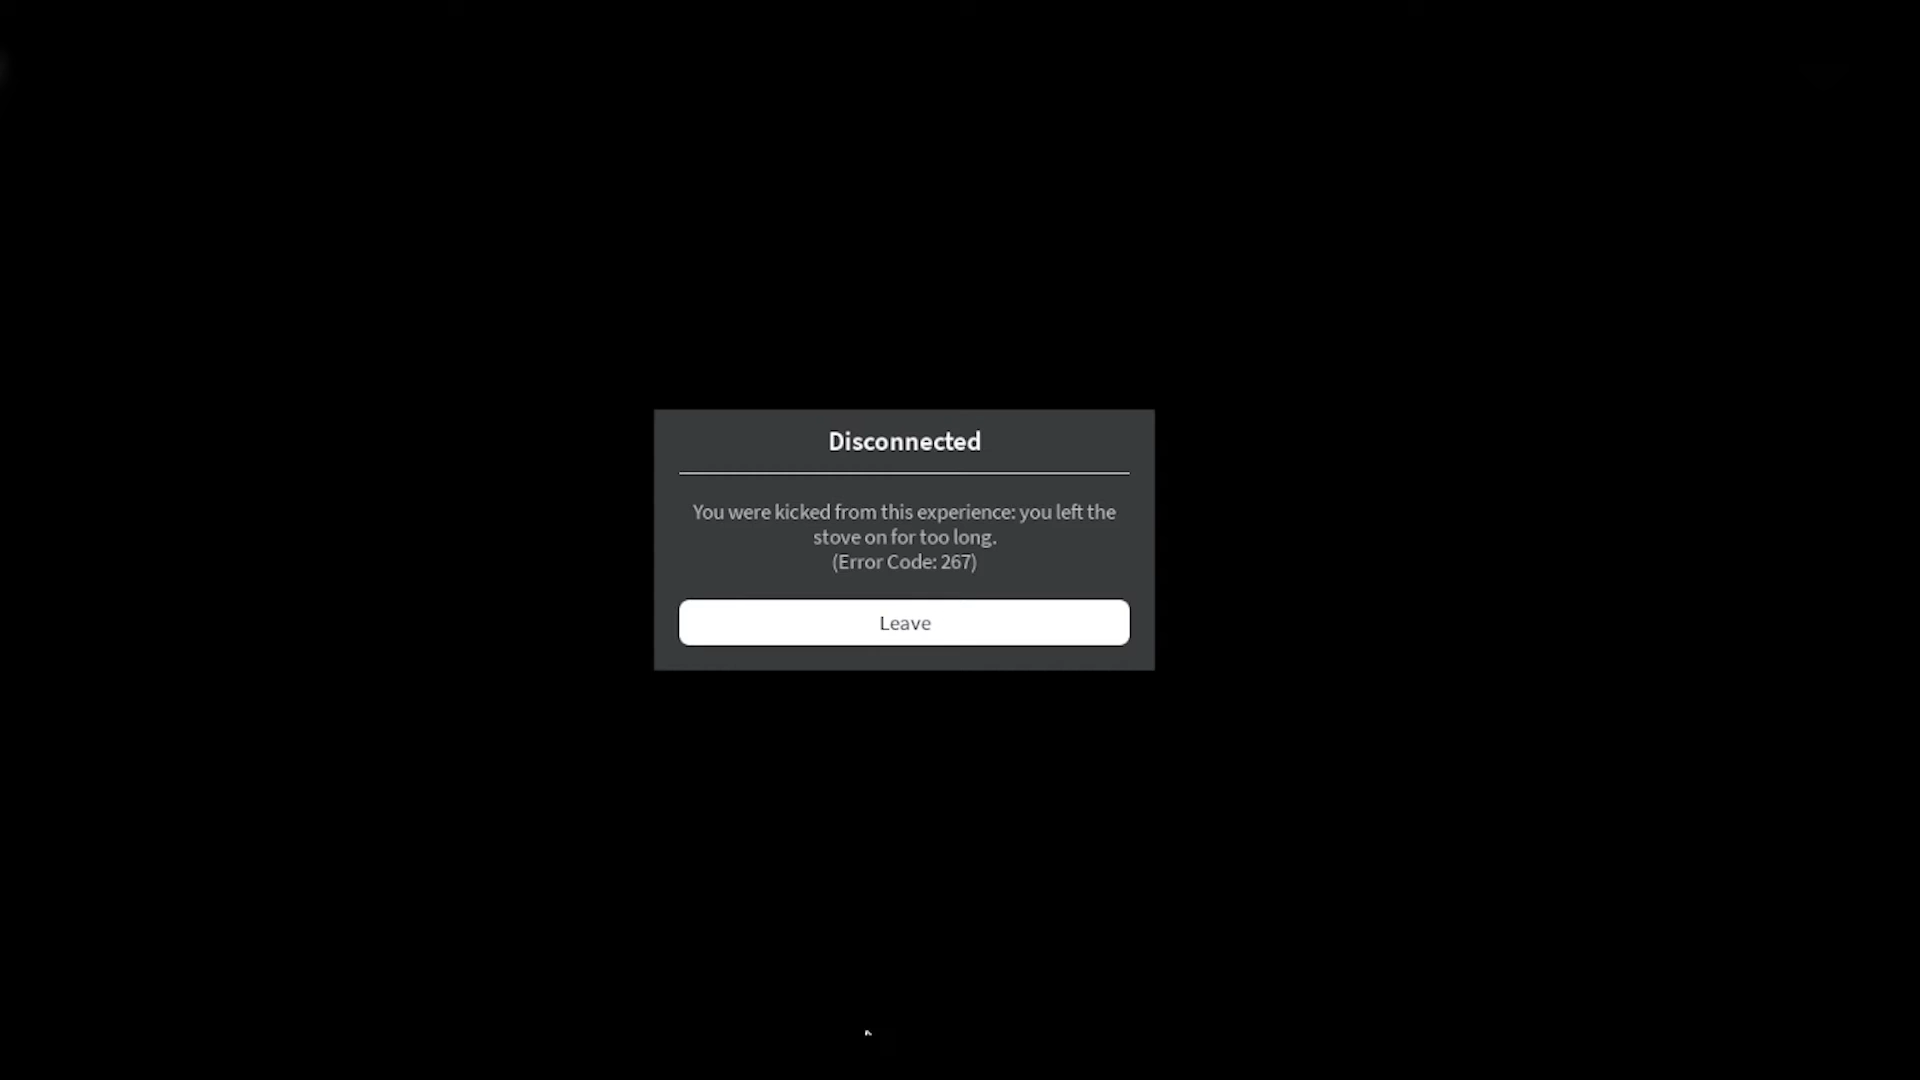 Disconnected
You were kicked from this experience: you left the
stove on for too long.
(Error Code: 267)
Leave